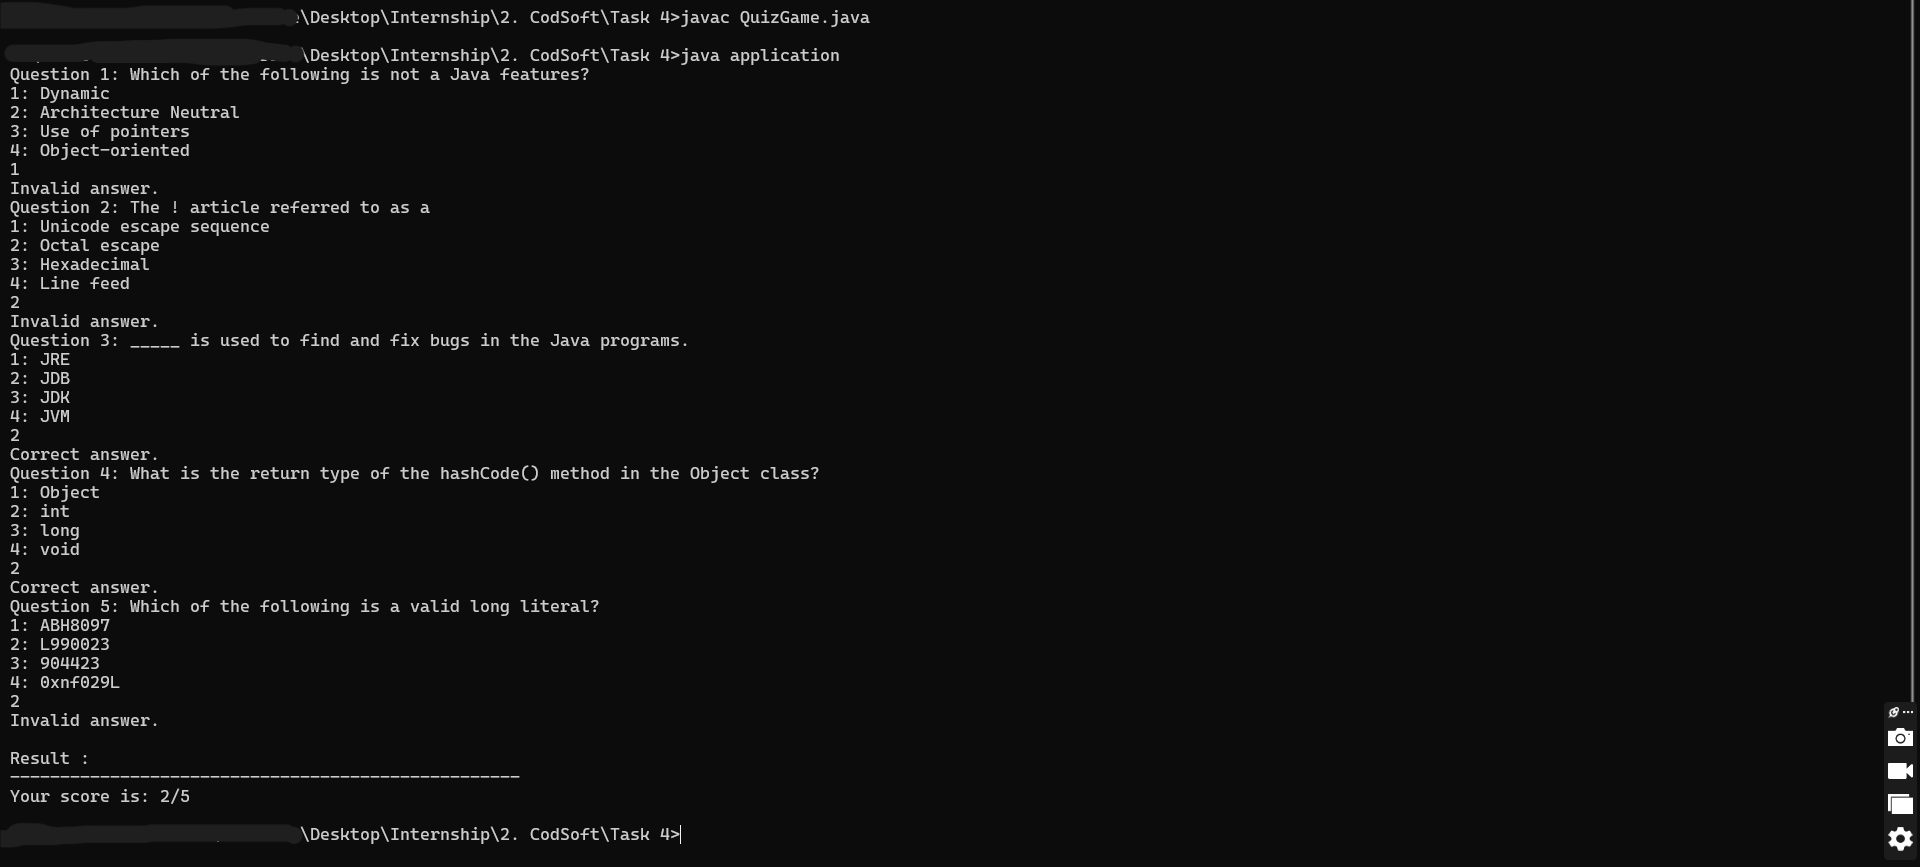 \Desktop\Internship\2. CodSoft\Task 4>javac QuizGame.java
\Desktop\Internship\2. CodSoft\Task 4>java application
Question 1: Which of the following is not a Java features?
1: Dynamic
2: Architecture Neutral
3: Use of pointers
4: Object-oriented
1
Invalid answer.
Question 2: The ! article referred to as a
1: Unicode escape sequence
2: Octal escape
3: Hexadecimal
4: Line feed
2
Invalid answer.
Question 3: _____ is used to find and fix bugs in the Java programs.
1: JRE
2: JDB
3: JDK
4: JVM
2
Correct answer.
Question 4: What is the return type of the hashCode() method in the Object class?
1: Object
2: int
3: long
4: void
2
Correct answer.
Question 5: Which of the following is a valid long literal?
1: ABH8097
2: L990023
3: 904423
4: 0xnf029L
2
Invalid answer.
Result :
---------------------------------------------------
Your score is: 2/5
\Desktop\Internship\2. CodSoft\Task 4>